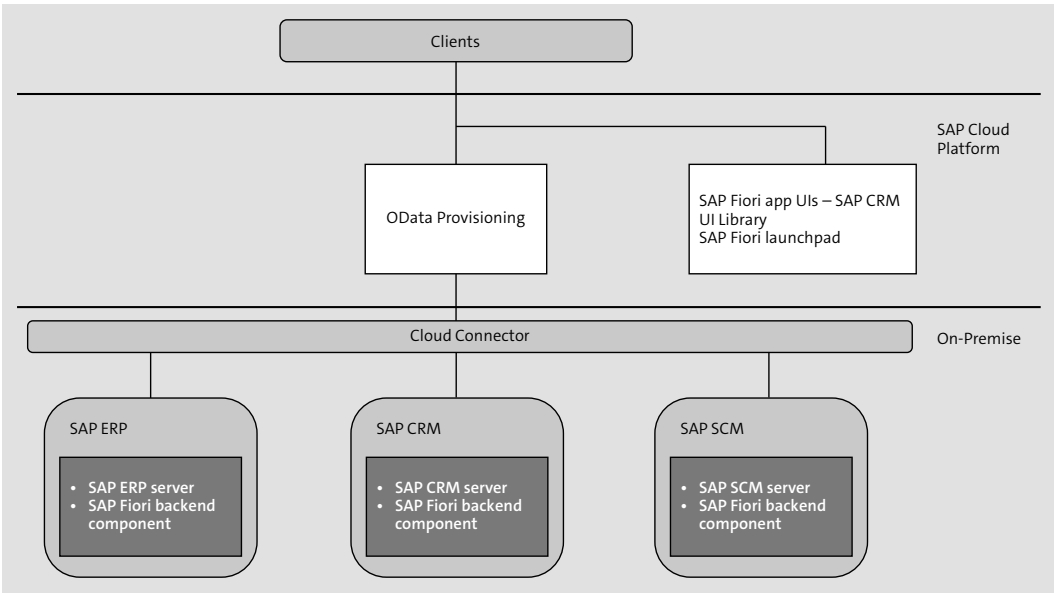 Clients
SAP Cloud
Platform
OData Provisioning
SAP Fiori app UIs – SAP CRM
UI Library
SAP Fiori launchpad
Cloud Connector
On-Premise
SAP ERP
• SAP ERP server
• SAP Fiori backend
component
SAP CRM
• SAP CRM server
• SAP Fiori backend
component
SAP SCM
• SAP SCM server
• SAP Fiori backend
component